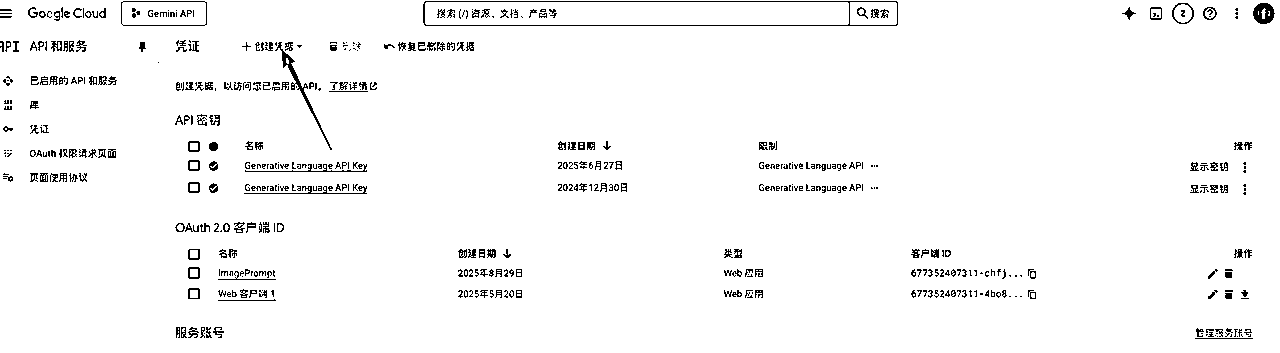 Google Cloud Gemini API 搜索 (/) 资源、文档、产品等 搜索
API API 和服务 凭证 + 创建凭据 删除 恢复已删除的凭据
已启用的 API 和服务
创建凭据，以访问您已启用的 API。了解详情
库
API 密钥
凭证
名称 创建日期 限制 操作
OAuth 权限请求页面
Generative Language API Key 2025年6月27日 Generative Language API 显示密钥
页面使用协议
Generative Language API Key 2024年12月30日 Generative Language API 显示密钥
OAuth 2.0 客户端 ID
名称 创建日期 类型 客户端 ID 操作
ImagePrompt 2025年8月29日 Web 应用 677352407311-chfj...
Web 客户端 1 2025年5月20日 Web 应用 677352407311-4bo8...
服务账号 管理服务账号